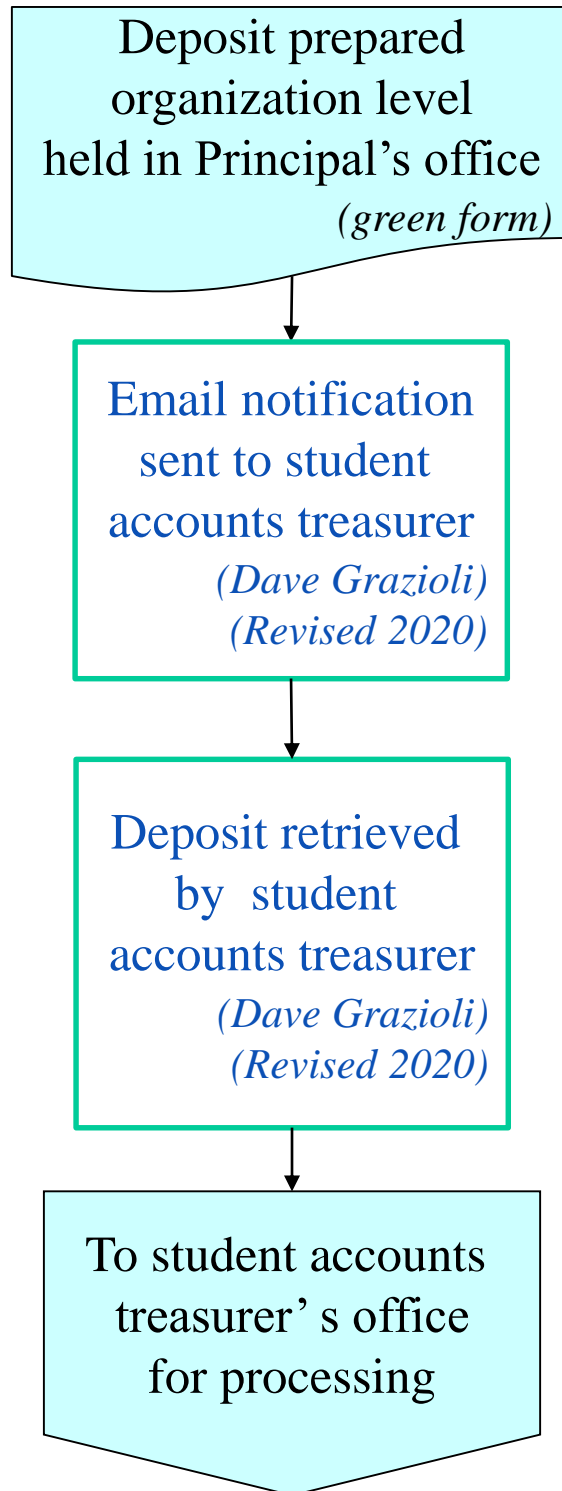 Deposit prepared
organization level
held in Principal’s office
(green form)
Email notification
sent to student
accounts treasurer
(Dave Grazioli)
(Revised 2020)
Deposit retrieved
by  student
accounts treasurer
(Dave Grazioli)
(Revised 2020)
To student accounts
treasurer’ s office
for processing